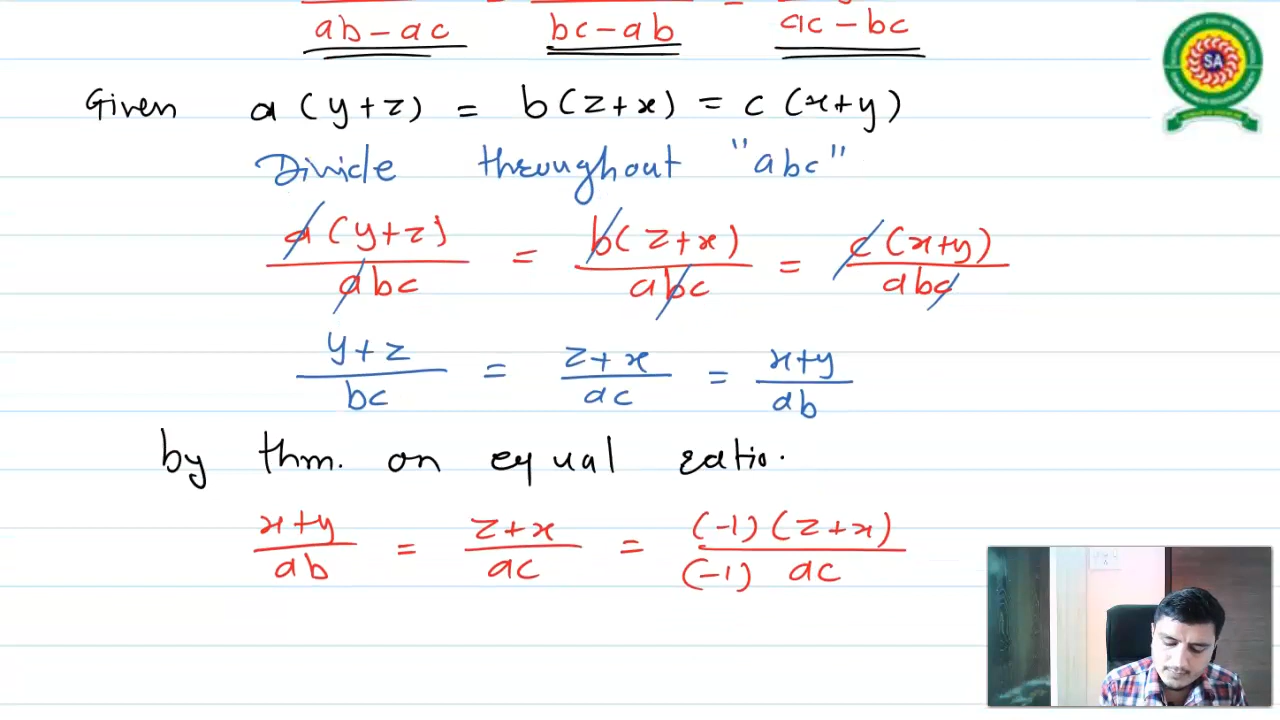 ab-ac = bc-ab = ac-bc
Given a (y+z) = b(z+x) = c (x+y)
Divide throughout "abc"
a (y+z) / abc = b(z+x) / abc = c (x+y) / abc
y+z / bc = z+x / ac = x+y / ab
by thm. on equal ratio.
x+y / ab = z+x / ac = (-1) (z+x) / (-1) ac
SA